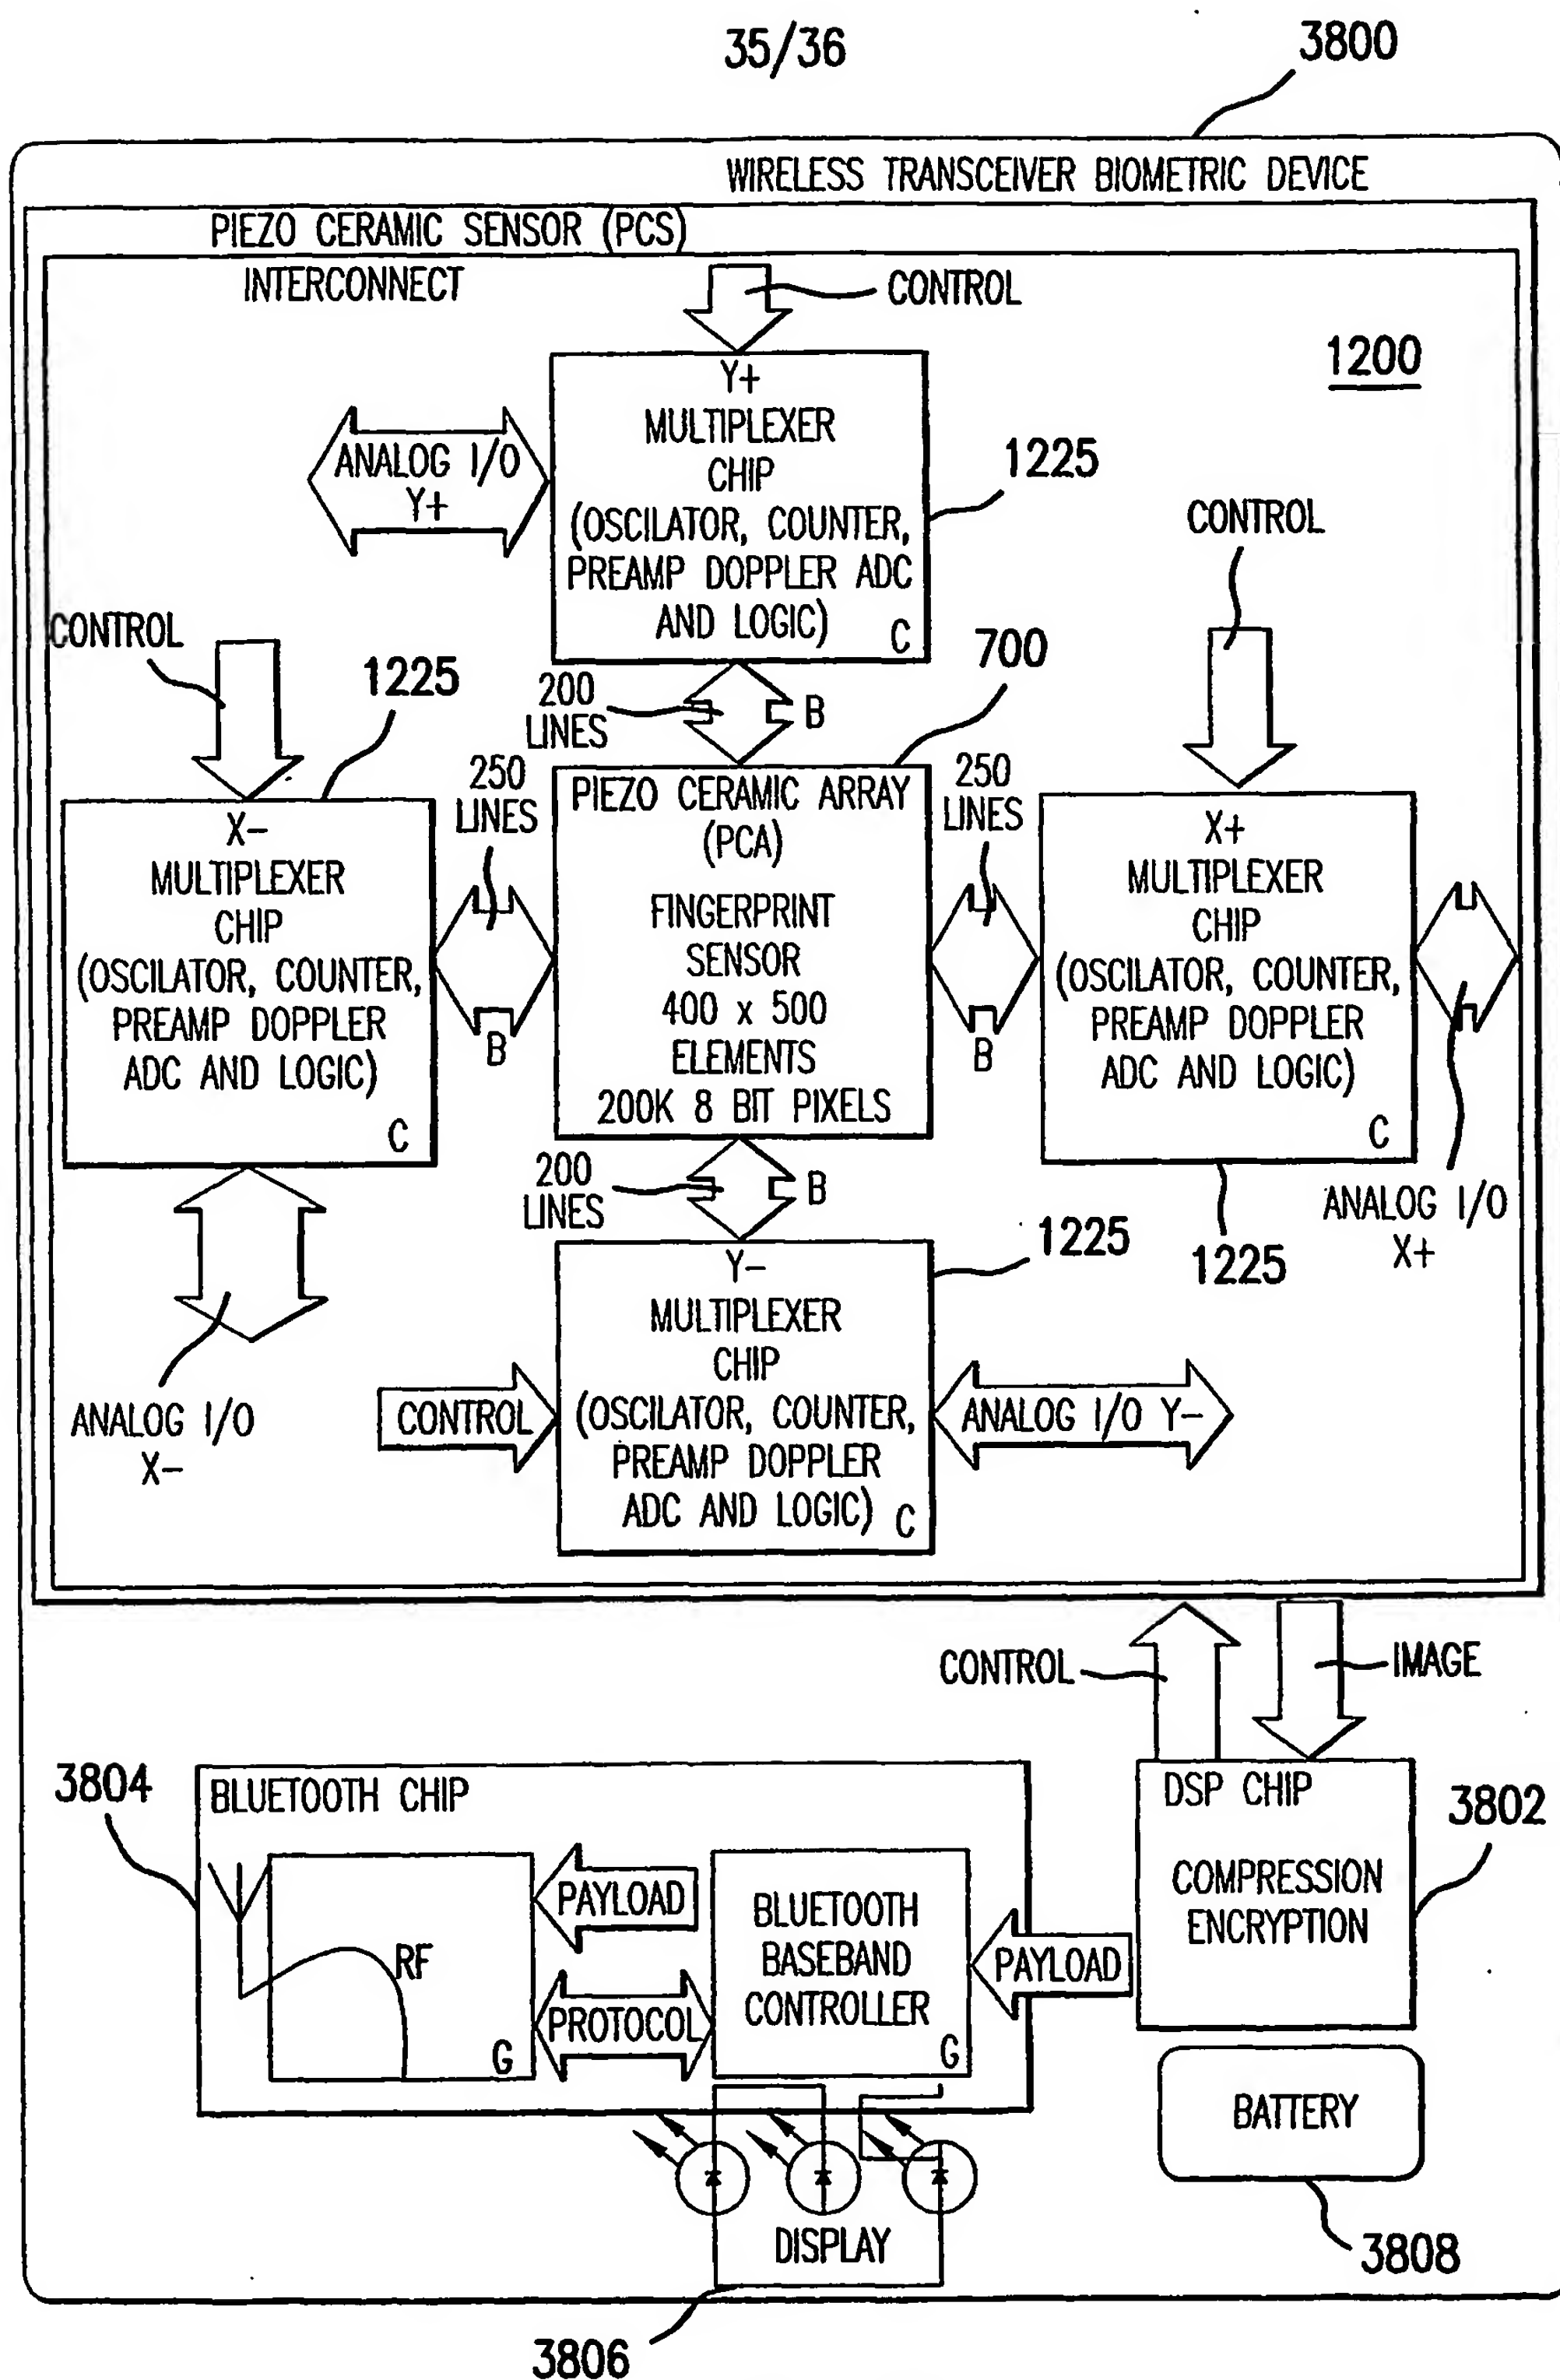 35/36
3800
WIRELESS TRANSCEIVER BIOMETRIC DEVICE
PIEZO CERAMIC SENSOR (PCS)
INTERCONNECT
CONTROL
1200
Y+
MULTIPLEXER
CHIP
(OSCILATOR, COUNTER,
PREAMP DOPPLER ADC
AND LOGIC)
C
ANALOG I/O
Y+
1225
CONTROL
CONTROL
1225
700
200
LINES
B
250
LINES
B
X-
MULTIPLEXER
CHIP
(OSCILATOR, COUNTER,
PREAMP DOPPLER
ADC AND LOGIC)
C
PIEZO CERAMIC ARRAY
(PCA)
FINGERPRINT
SENSOR
400 x 500
ELEMENTS
200K 8 BIT PIXELS
250
LINES
B
X+
MULTIPLEXER
CHIP
(OSCILATOR, COUNTER,
PREAMP DOPPLER
ADC AND LOGIC)
C
200
LINES
B
1225
1225
ANALOG I/O
X+
Y-
MULTIPLEXER
CHIP
(OSCILATOR, COUNTER,
PREAMP DOPPLER
ADC AND LOGIC)
C
ANALOG I/O
X-
CONTROL
ANALOG I/O Y-
CONTROL
IMAGE
3804
BLUETOOTH CHIP
DSP CHIP
COMPRESSION
ENCRYPTION
3802
RF
G
PAYLOAD
PROTOCOL
BLUETOOTH
BASEBAND
CONTROLLER
G
PAYLOAD
BATTERY
DISPLAY
3808
3806